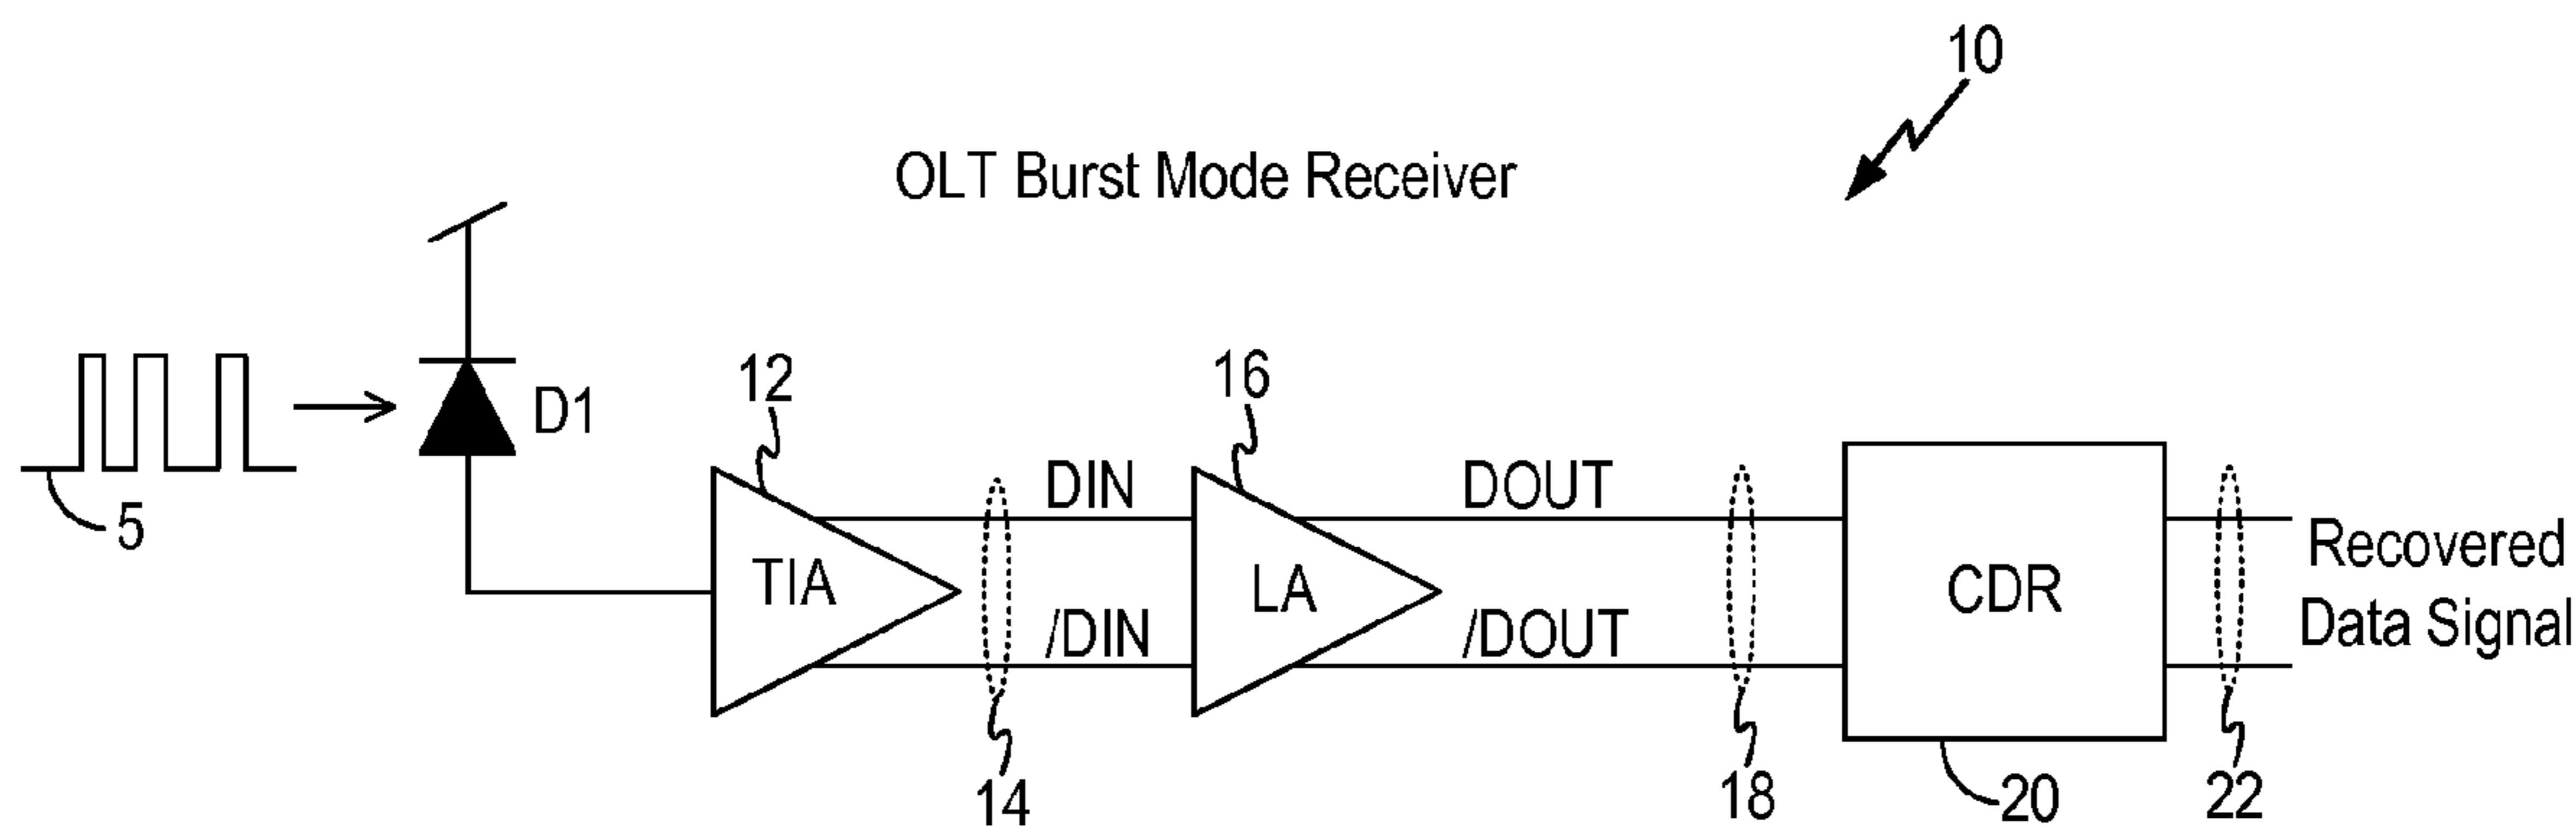 10
OLT Burst Mode Receiver
D1
5
12
TIA
DIN
/DIN
14
16
LA
DOUT
/DOUT
18
CDR
20
22
Recovered
Data Signal